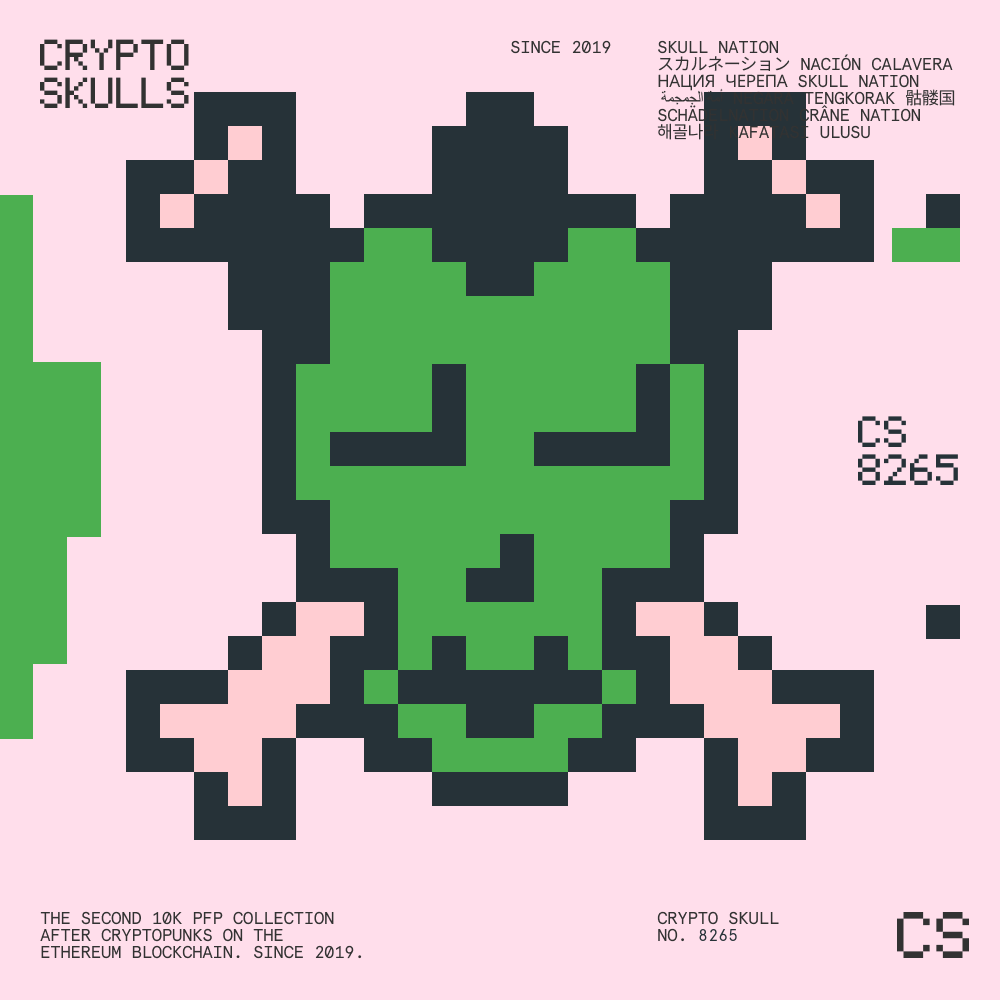 CRYPTO
SKULLS
SINCE 2019
SKULL NATION
スカルネーション NACIÓN CALAVERA
НАЦИЯ ЧЕРЕПА SKULL NATION
الجمجمة TENGKORAK 骷髅国
CRÂNE NATION
해골나 ULUSU
CS
8265
THE SECOND 10K PFP COLLECTION
AFTER CRYPTOPUNKS ON THE
ETHEREUM BLOCKCHAIN. SINCE 2019.
CRYPTO SKULL
NO. 8265
CS